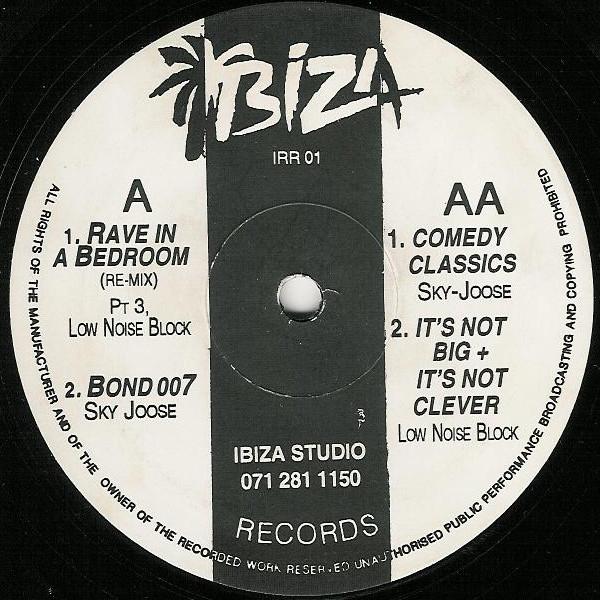 IBIZA
IRR 01
A
1. RAVE IN
A BEDROOM
(RE-MIX)
PT 3,
LOW NOISE BLOCK
2. BOND 007
SKY JOOSE
AA
1. COMEDY
CLASSICS
SKY-JOOSE
2. IT'S NOT
BIG +
IT'S NOT
CLEVER
LOW NOISE BLOCK
IBIZA STUDIO
071 281 1150
RECORDS
ALL RIGHTS OF THE MANUFACTURER AND OF THE OWNER OF THE RECORDED WORK RESERVED UNAUTHORISED PUBLIC PERFORMANCE BROADCASTING AND COPYING PROHIBITED